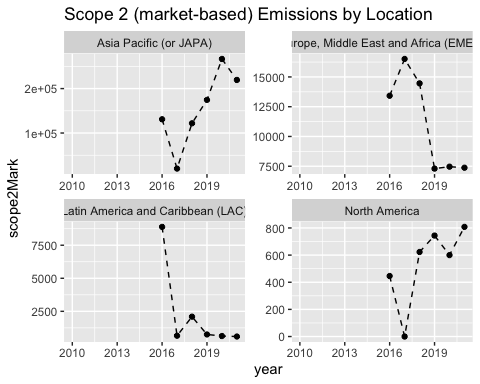 Scope 2 (market-based) Emissions by Location
Asia Pacific (or JAPA)
urope, Middle East and Africa (EME
2e+05
1e+05
15000
12500
10000
7500
2010 2013 2016 2019
2010 2013 2016 2019
Latin America and Caribbean (LAC)
North America
7500
5000
2500
800
600
400
200
0
2010 2013 2016 2019
2010 2013 2016 2019
scope2Mark
year